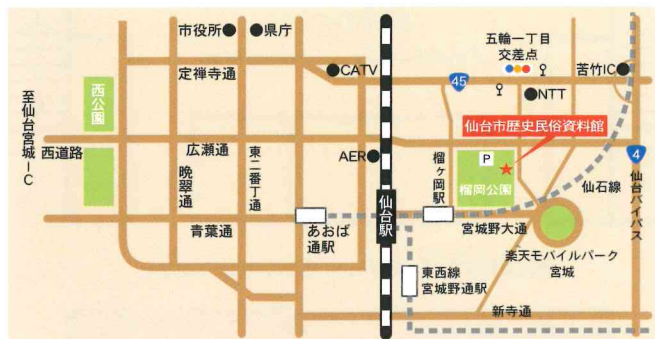 市役所
県庁
五輪一丁目
交差点
苦竹IC
CATV
定禅寺通
45
NTT
西公園
至仙台宮城IC
仙台市歴史民俗資料館
西道路
広瀬通
東二番丁通
晩翠通
AER
榴ヶ岡駅
P
榴岡公園
仙石線
4
仙台バイパス
仙台駅
青葉通
あおば
通駅
宮城野大通
楽天モバイルパーク
宮城
東西線
宮城野通駅
新寺通